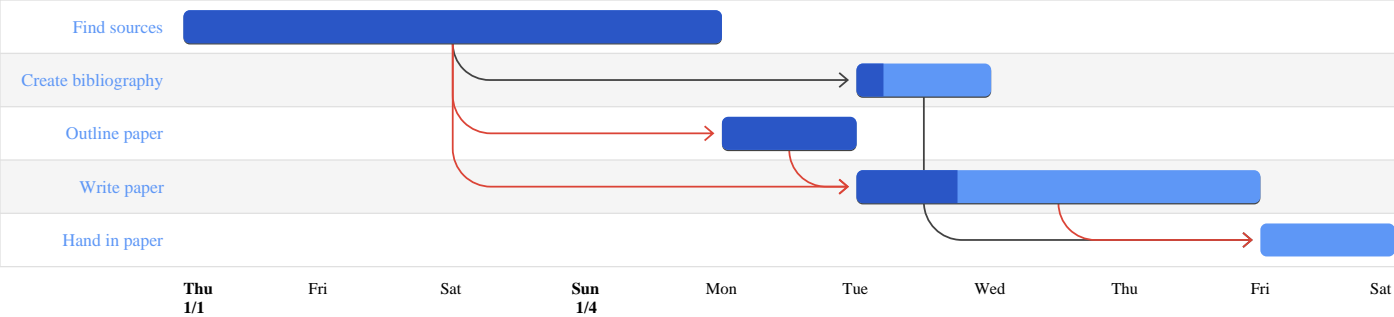 Find sources
Create bibliography
Outline paper
Write paper
Hand in paper
Thu Fri Sat Sun Mon Tue Wed Thu Fri Sat
1/1 1/4